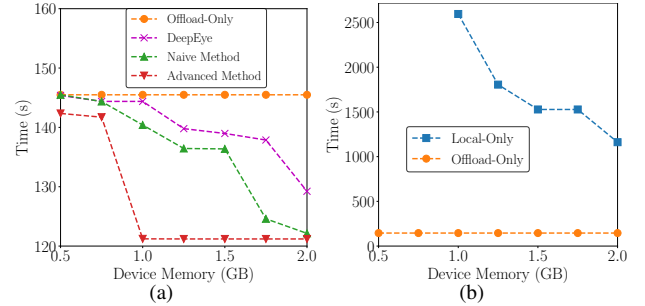 160
150
140
130
120
Time (s)
0.5
1.0
1.5
2.0
Device Memory (GB)
Offload-Only
DeepEye
Naive Method
Advanced Method
(a)
2500
2000
1500
1000
500
0
Time (s)
0.5
1.0
1.5
2.0
Device Memory (GB)
Local-Only
Offload-Only
(b)